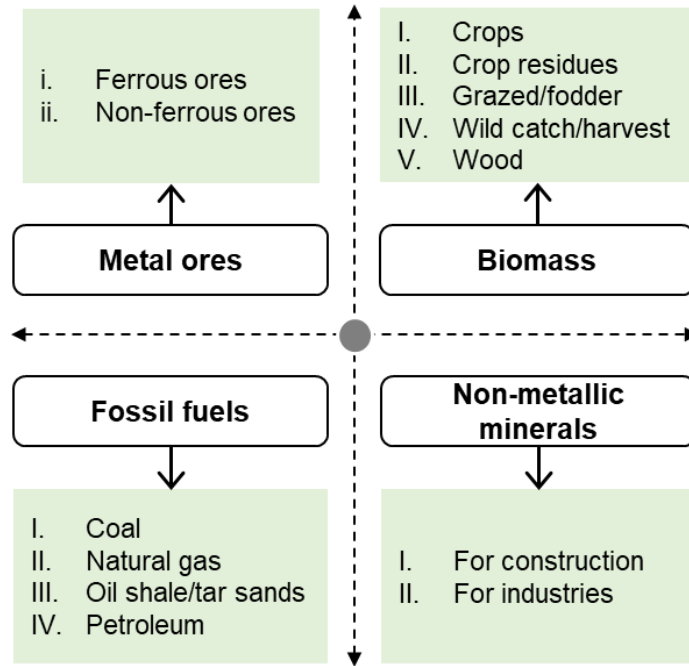 i. Ferrous ores
ii. Non-ferrous ores
Metal ores
I. Crops
II. Crop residues
III. Grazed/fodder
IV. Wild catch/harvest
V. Wood
Biomass
Fossil fuels
I. Coal
II. Natural gas
III. Oil shale/tar sands
IV. Petroleum
Non-metallic
minerals
I. For construction
II. For industries